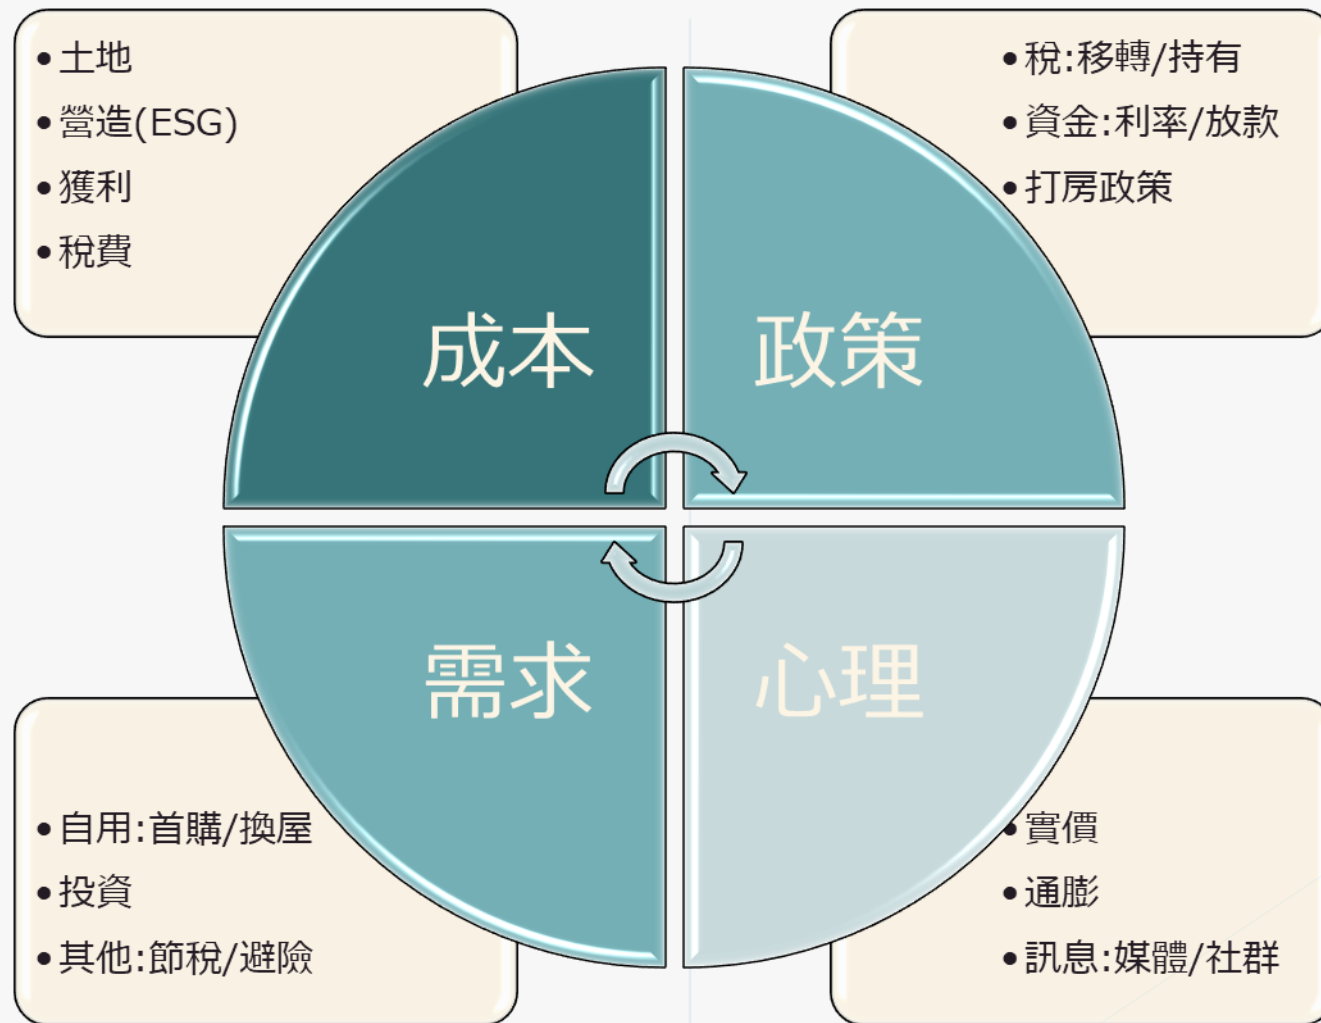 • 土地
• 營造(ESG)
• 獲利
• 稅費
• 稅:移轉/持有
• 資金:利率/放款
• 打房政策
成本
政策
需求
心理
• 自用:首購/換屋
• 投資
• 其他:節稅/避險
• 實價
• 通膨
• 訊息:媒體/社群